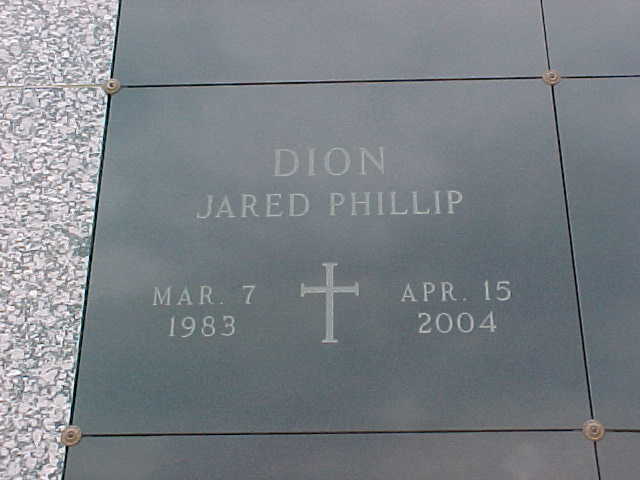 DION
JARED PHILLIP
MAR. 7
1983
APR. 15
2004